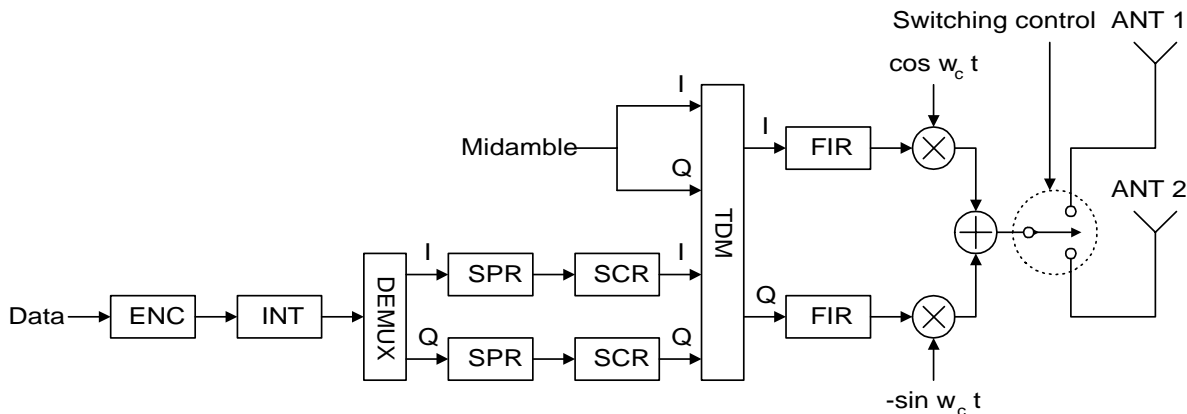 Switching control ANT 1
cos w_c t
I
Midamble
I
FIR
Q
Q
ANT 2
TDM
I
SPR
SCR
I
DEMUX
Data
ENC
INT
Q
FIR
Q
SPR
SCR
Q
-sin w_c t